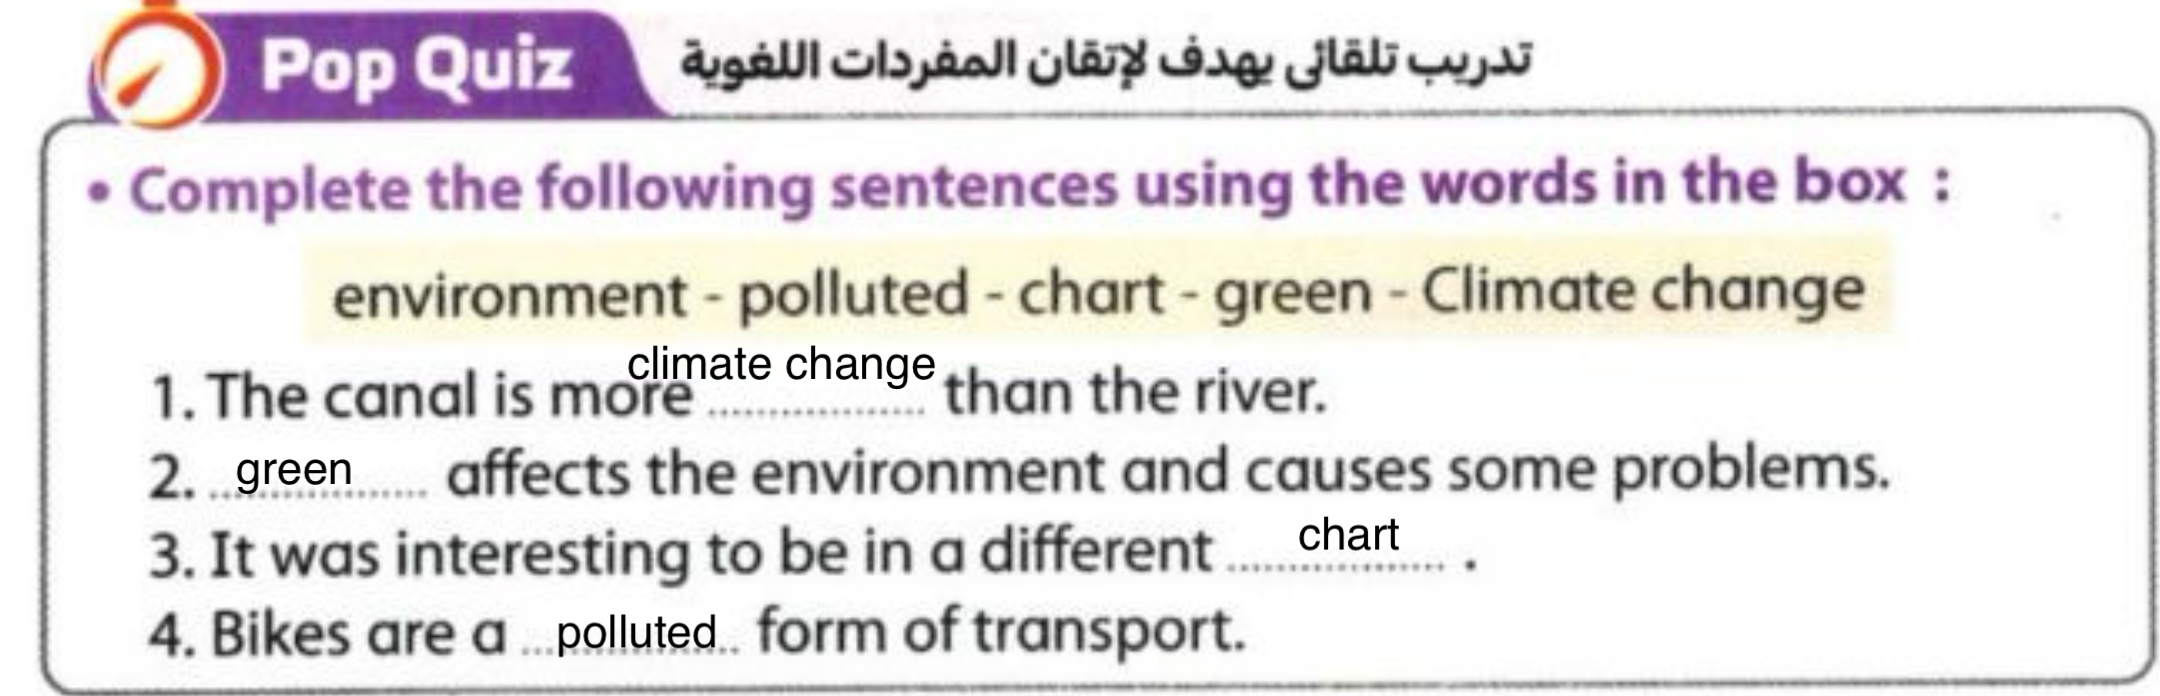 Pop Quiz تدريب تلقائى يهدف لإتقان المفردات اللغوية
• Complete the following sentences using the words in the box :
environment - polluted - chart - green - Climate change
1. The canal is more climate change than the river.
2. green affects the environment and causes some problems.
3. It was interesting to be in a different chart .
4. Bikes are a polluted form of transport.